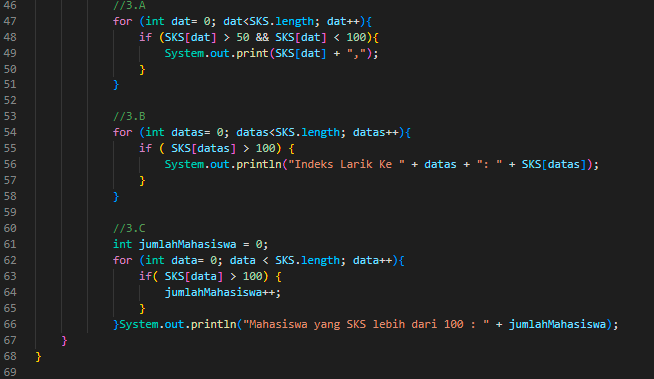 46 //3.A
47 for (int dat= 0; dat<SKS.length; dat++){
48 if (SKS[dat] > 50 && SKS[dat] < 100){
49 System.out.print(SKS[dat] + ",");
50 }
51 }
52
53 //3.B
54 for (int datas= 0; datas<SKS.length; datas++){
55 if ( SKS[datas] > 100) {
56 System.out.println("Indeks Larik Ke " + datas + ": " + SKS[datas]);
57 }
58 }
59
60 //3.C
61 int jumlahMahasiswa = 0;
62 for (int data= 0; data < SKS.length; data++){
63 if( SKS[data] > 100) {
64 jumlahMahasiswa++;
65 }
66 }System.out.println("Mahasiswa yang SKS lebih dari 100 : " + jumlahMahasiswa);
67 }
68 }
69